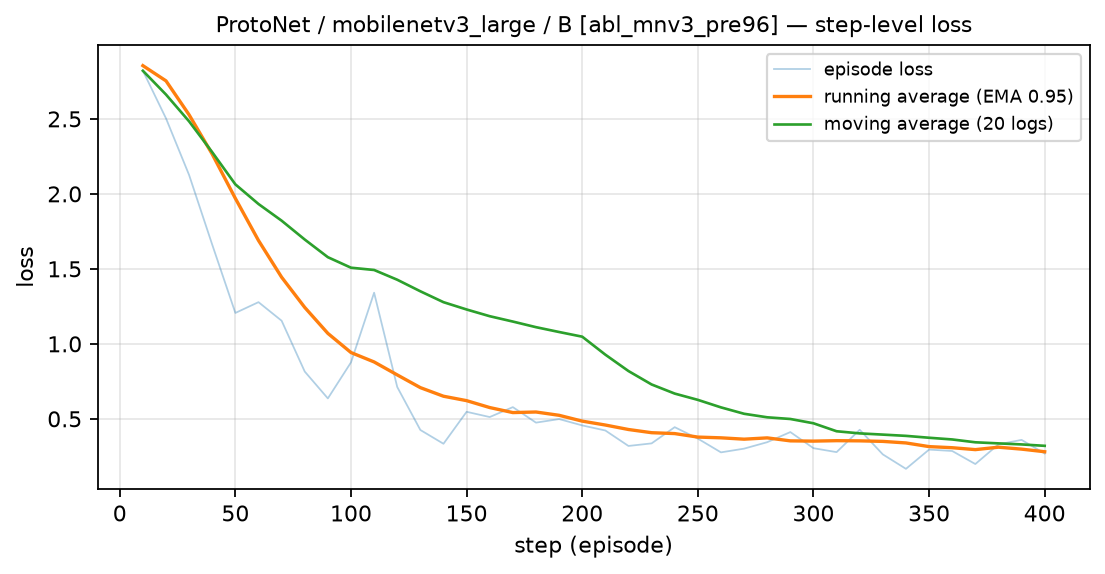 ProtoNet / mobilenetv3_large / B [abl_mnv3_pre96] — step-level loss
episode loss
running average (EMA 0.95)
moving average (20 logs)
loss
2.5
2.0
1.5
1.0
0.5
0 50 100 150 200 250 300 350 400
step (episode)